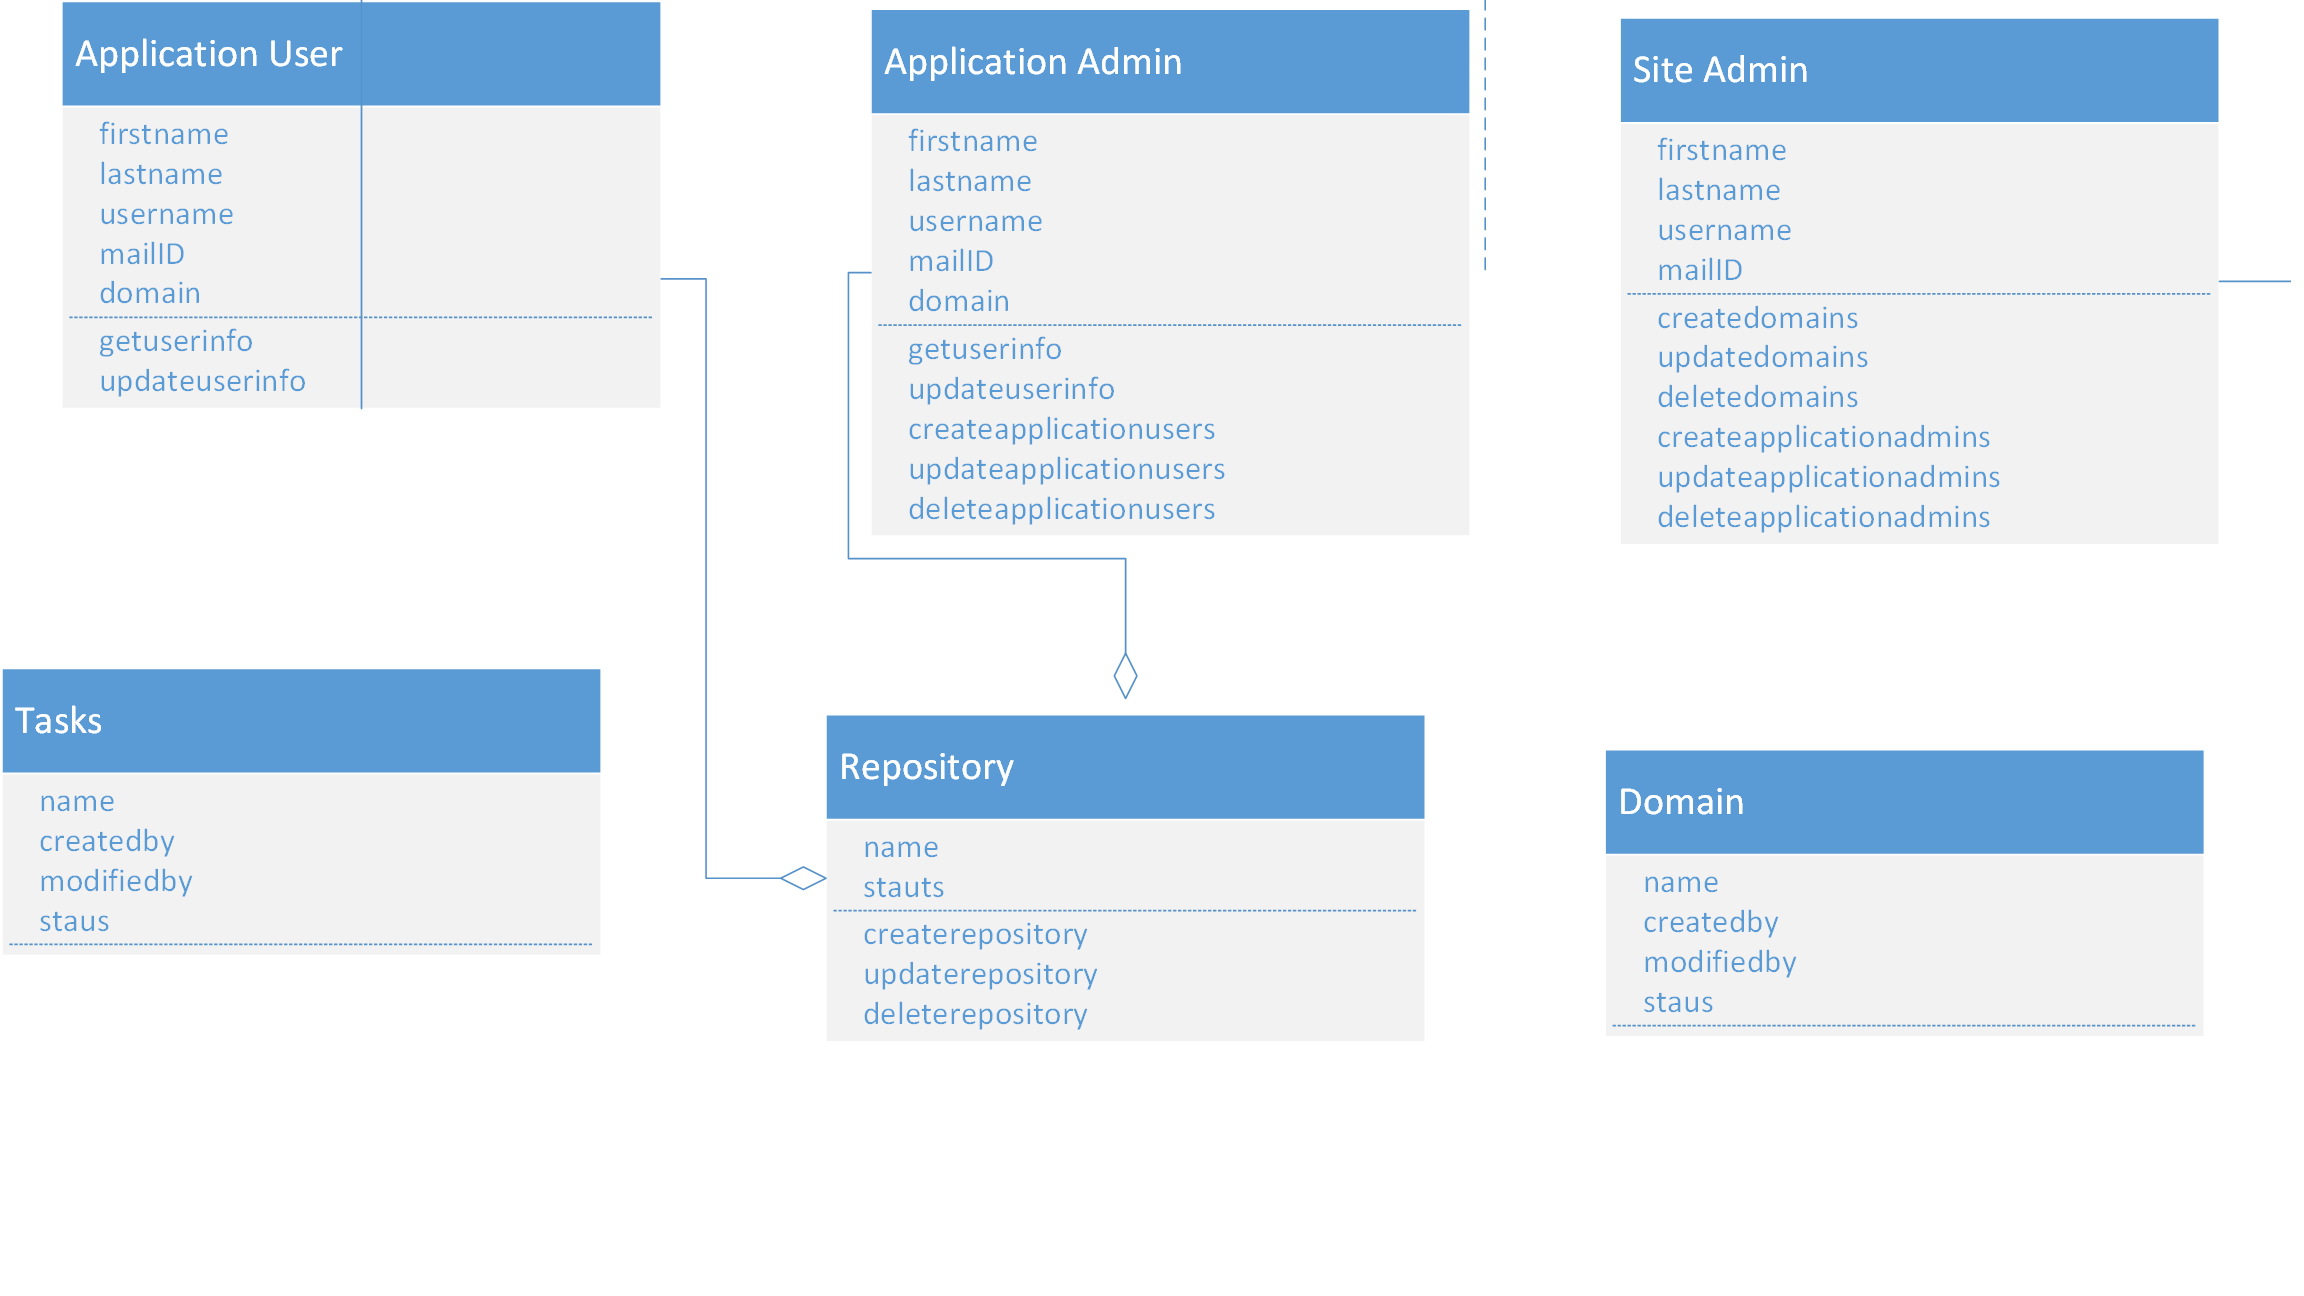 Application User
firstname
lastname
username
mailID
domain
getuserinfo
updateuserinfo
Application Admin
firstname
lastname
username
mailID
domain
getuserinfo
updateuserinfo
createapplicationusers
updateapplicationusers
deleteapplicationusers
Site Admin
firstname
lastname
username
mailID
createdomains
updatedomains
deletedomains
createapplicationadmins
updateapplicationadmins
deleteapplicationadmins
Tasks
name
createdby
modifiedby
staus
Repository
name
stauts
createrepository
updaterepository
deleterepository
Domain
name
createdby
modifiedby
staus